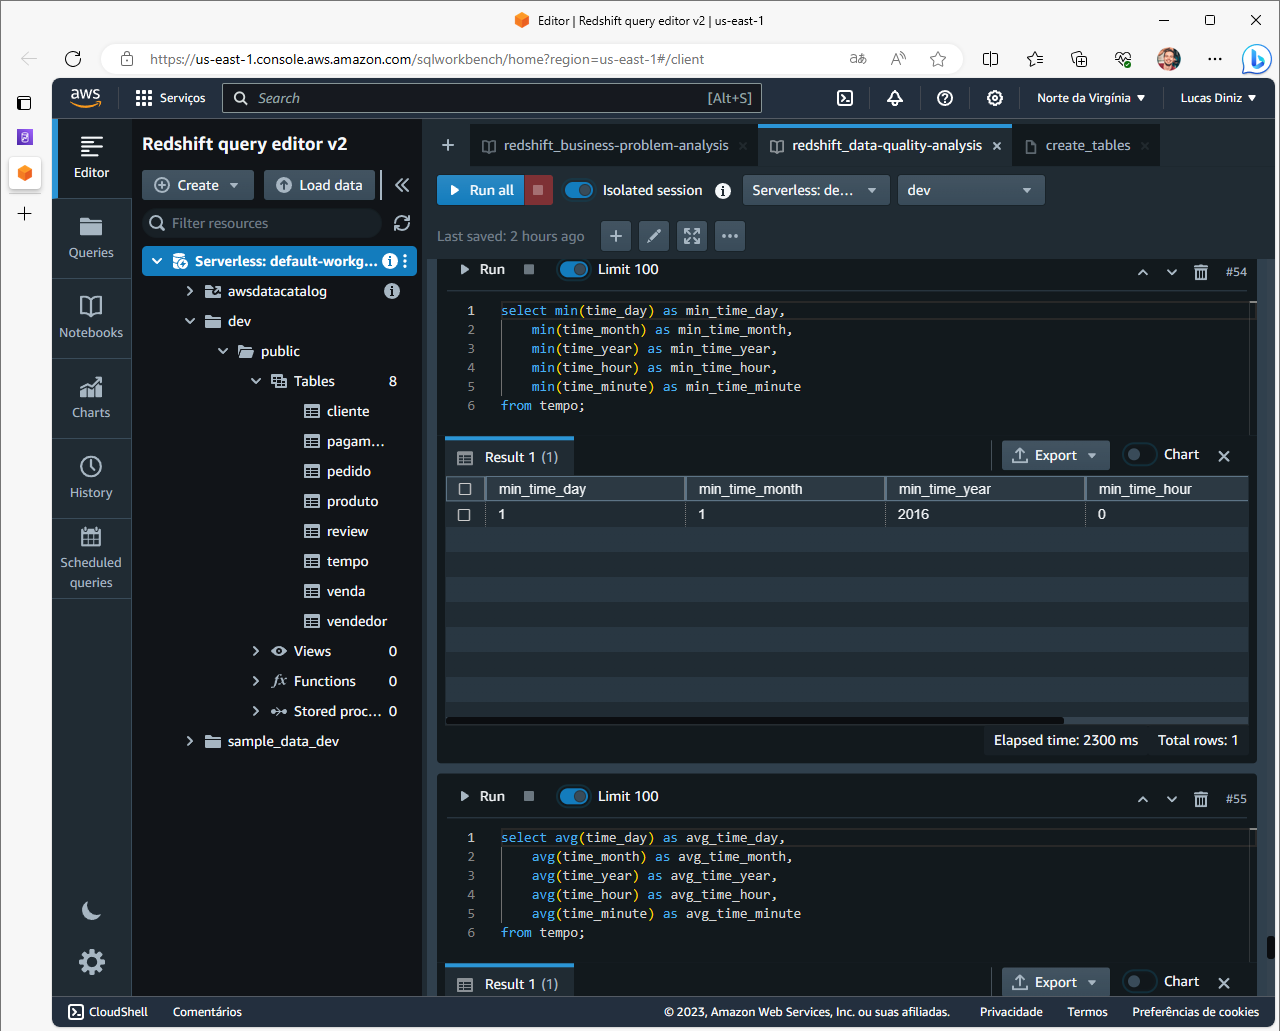 Editor | Redshift query editor v2 | us-east-1
https://us-east-1.console.aws.amazon.com/sqlworkbench/home?region=us-east-1#/client
aあ
aws
Serviços
Search
[Alt+S]
Norte da Virgínia
Lucas Diniz
Editor
Queries
Notebooks
Charts
History
Scheduled
queries
Redshift query editor v2
Create
Load data
Filter resources
Serverless: default-workg...
awsdatacatalog
dev
public
Tables 8
cliente
pagam...
pedido
produto
review
tempo
venda
vendedor
Views 0
fx Functions 0
Stored proc... 0
sample_data_dev
redshift_business-problem-analysis
redshift_data-quality-analysis
create_tables
Run all
Isolated session
Serverless: de...
dev
Last saved: 2 hours ago
Run
Limit 100
#54
1 select min(time_day) as min_time_day,
2 min(time_month) as min_time_month,
3 min(time_year) as min_time_year,
4 min(time_hour) as min_time_hour,
5 min(time_minute) as min_time_minute
6 from tempo;
Result 1 (1)
Export
Chart
min_time_day min_time_month min_time_year min_time_hour
1 1 2016 0
Elapsed time: 2300 ms Total rows: 1
Run
Limit 100
#55
1 select avg(time_day) as avg_time_day,
2 avg(time_month) as avg_time_month,
3 avg(time_year) as avg_time_year,
4 avg(time_hour) as avg_time_hour,
5 avg(time_minute) as avg_time_minute
6 from tempo;
Result 1 (1)
Export
Chart
CloudShell
Comentários
© 2023, Amazon Web Services, Inc. ou suas afiliadas.
Privacidade
Termos
Preferências de cookies